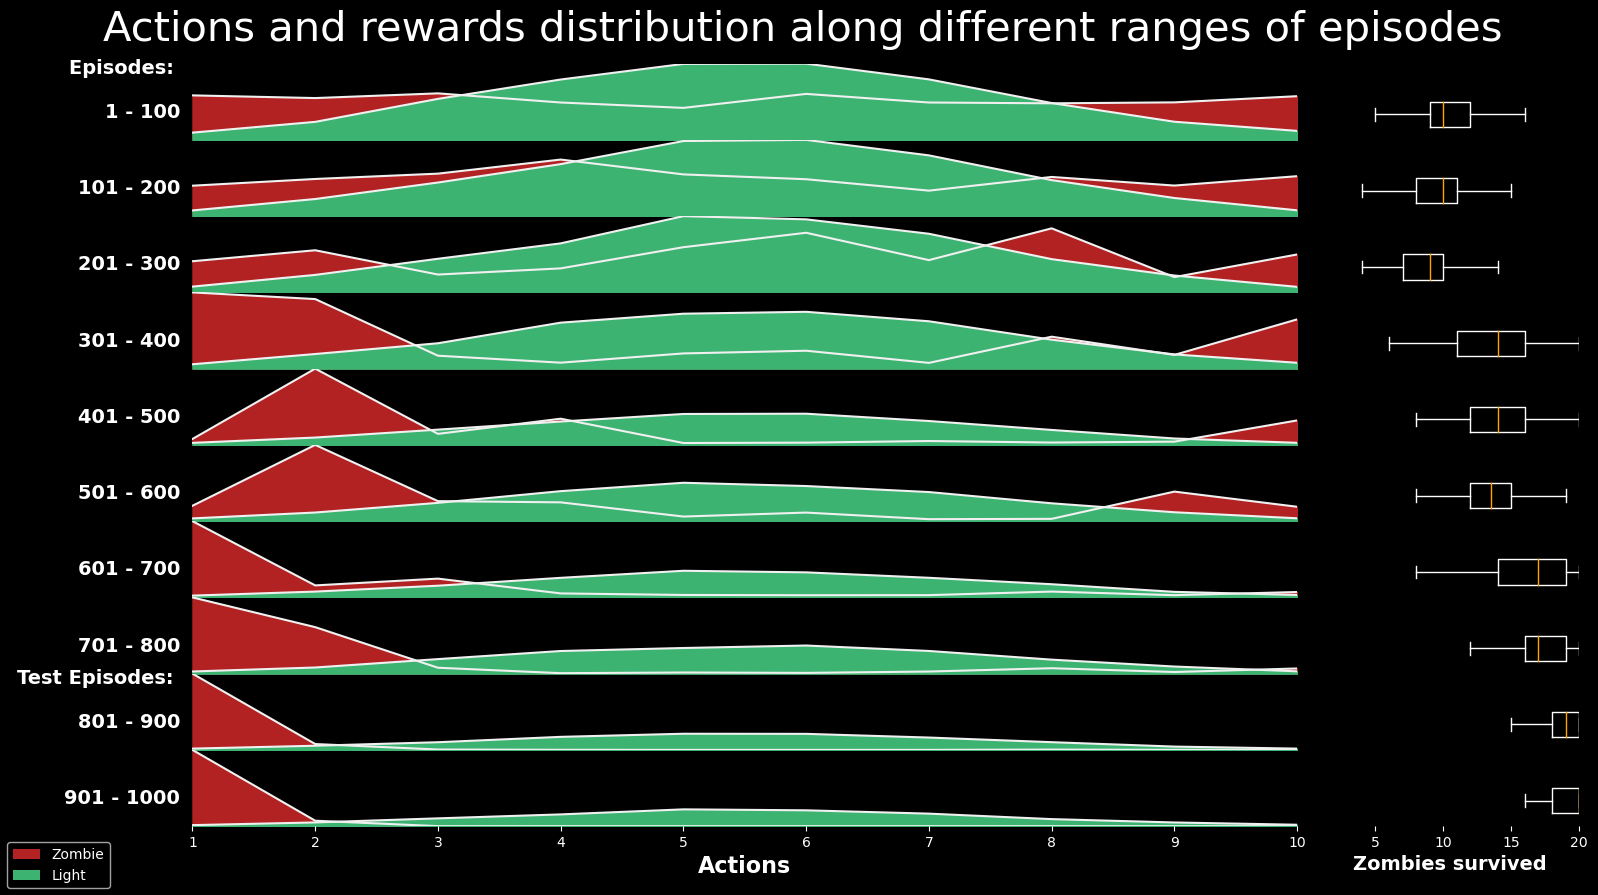 Actions and rewards distribution along different ranges of episodes
Episodes:
1 - 100
101 - 200
201 - 300
301 - 400
401 - 500
501 - 600
601 - 700
701 - 800
Test Episodes:
801 - 900
901 - 1000
1 2 3 4 5 6 7 8 9 10
Actions
5 10 15 20
Zombies survived
Zombie
Light